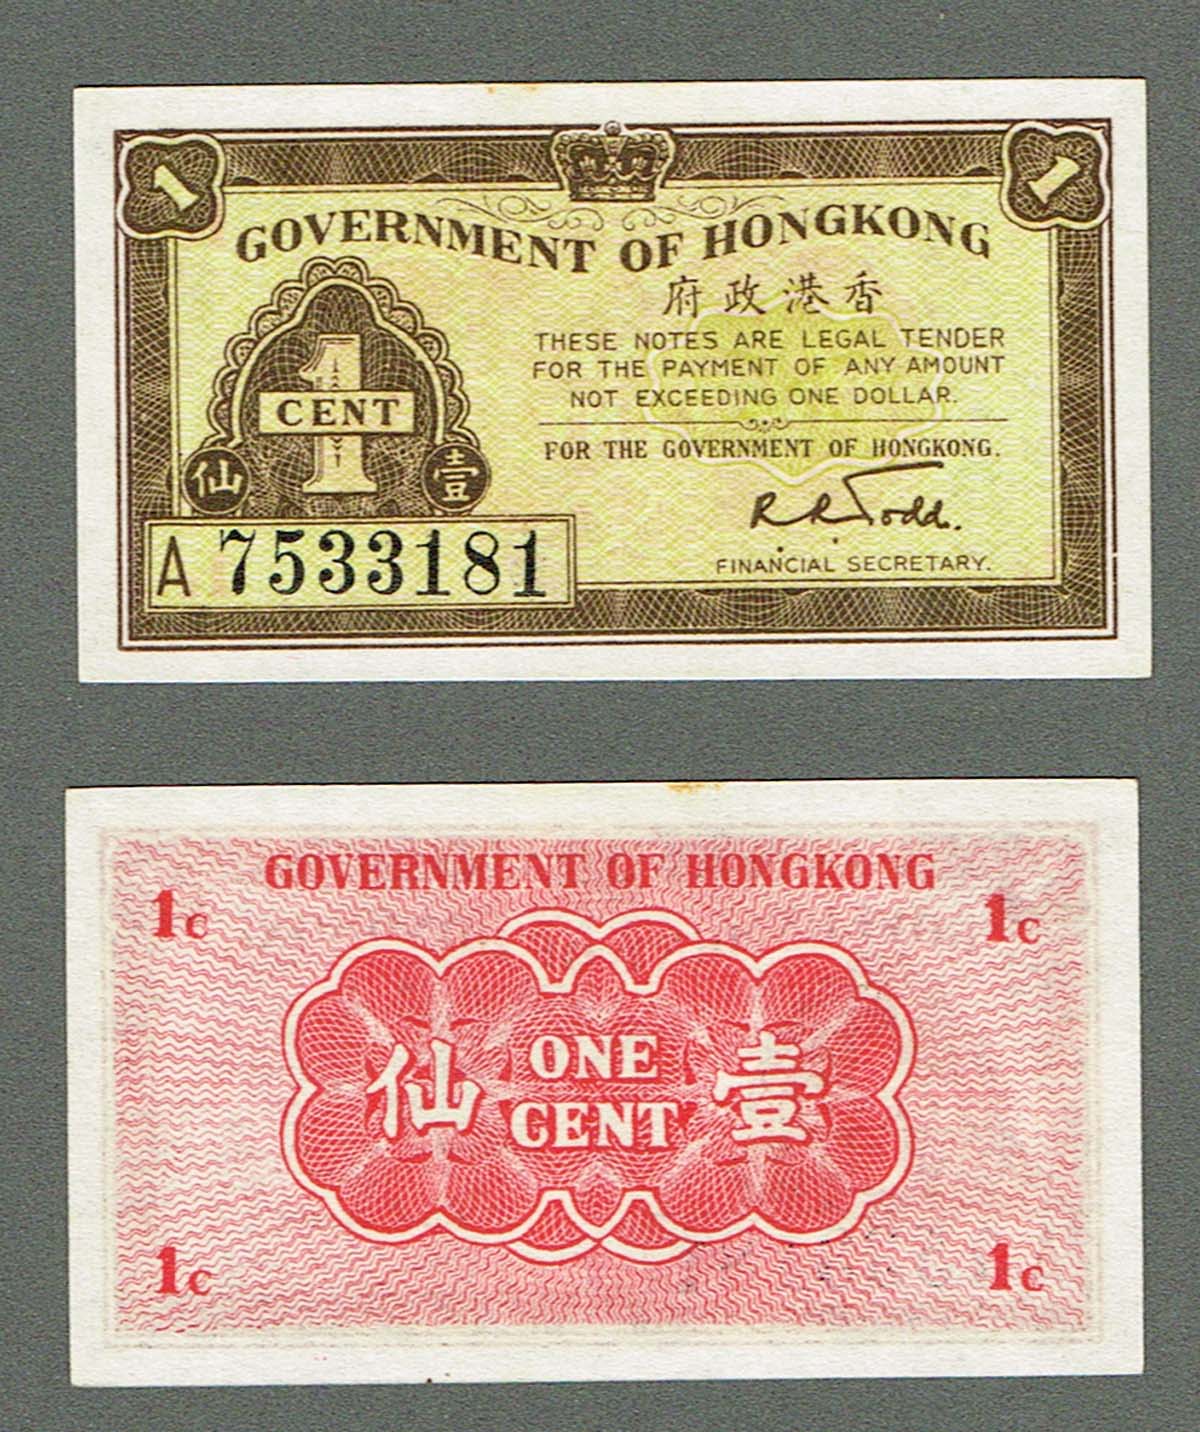 1
1
GOVERNMENT OF HONGKONG
府政港香
THESE NOTES ARE LEGAL TENDER
FOR THE PAYMENT OF ANY AMOUNT
NOT EXCEEDING ONE DOLLAR.
FOR THE GOVERNMENT OF HONGKONG.
1
CENT
仙 壹
R R Todd.
FINANCIAL SECRETARY.
A 7533181
GOVERNMENT OF HONGKONG
1c 1c
仙 ONE CENT 壹
1c 1c